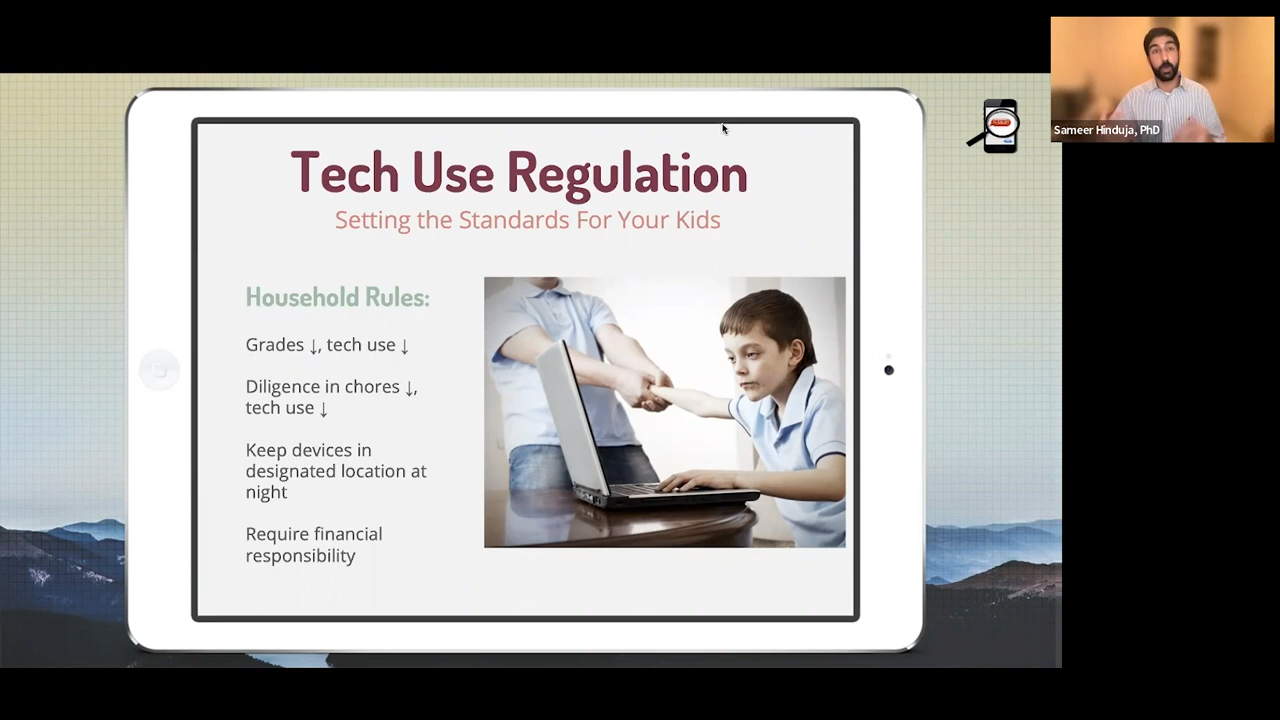 Tech Use Regulation
Setting the Standards For Your Kids
Household Rules:
Grades ↓, tech use ↓
Diligence in chores ↓,
tech use ↓
Keep devices in
designated location at
night
Require financial
responsibility
Sameer Hinduja, PhD